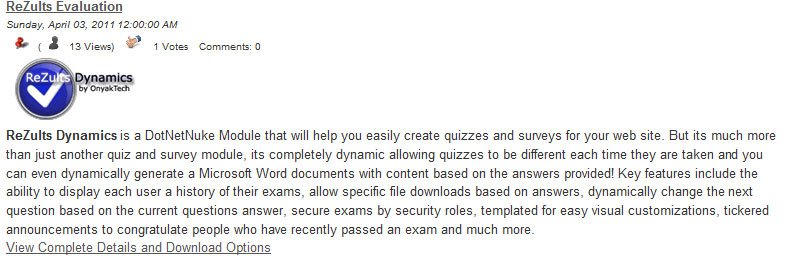 ReZults Evaluation
Sunday, April 03, 2011 12:00:00 AM
( 13 Views) 1 Votes Comments: 0
ReZults Dynamics
by OnyakTech
ReZults Dynamics is a DotNetNuke Module that will help you easily create quizzes and surveys for your web site. But its much more
than just another quiz and survey module, its completely dynamic allowing quizzes to be different each time they are taken and you
can even dynamically generate a Microsoft Word documents with content based on the answers provided! Key features include the
ability to display each user a history of their exams, allow specific file downloads based on answers, dynamically change the next
question based on the current questions answer, secure exams by security roles, templated for easy visual customizations, tickered
announcements to congratulate people who have recently passed an exam and much more.
View Complete Details and Download Options